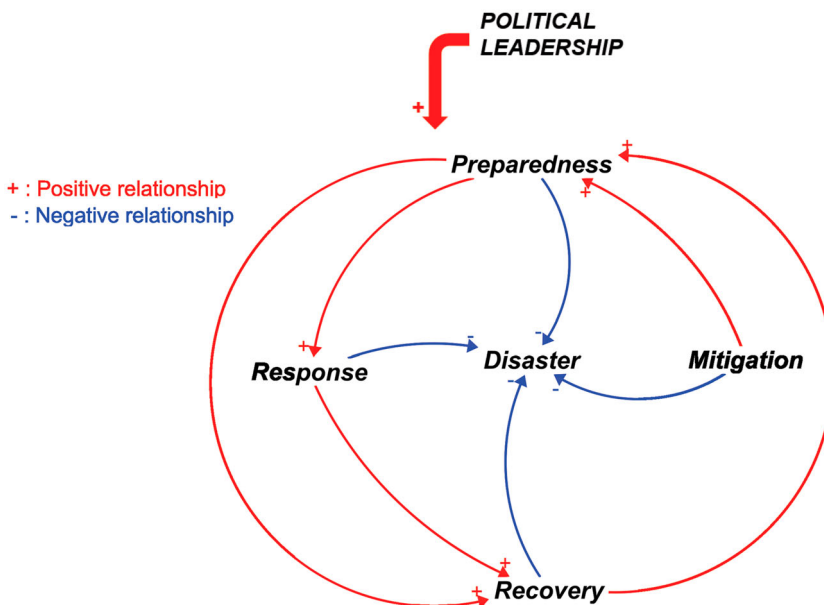 POLITICAL
LEADERSHIP
+
+
Preparedness
+
+ : Positive relationship
- : Negative relationship
+
-
-
Response
Disaster
Mitigation
-
-
+
+
Recovery